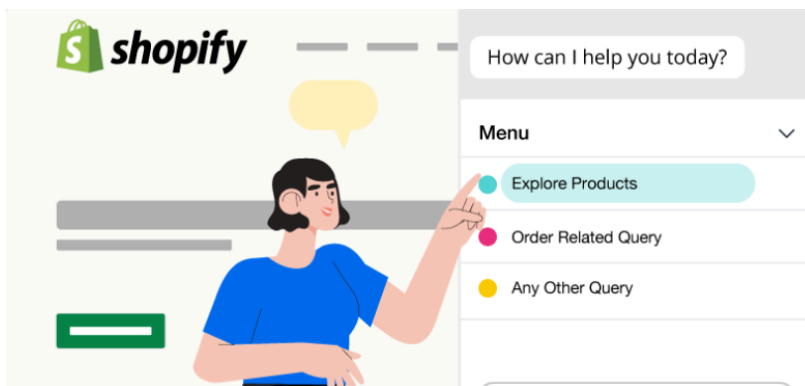 shopify
How can I help you today?
Menu
Explore Products
Order Related Query
Any Other Query